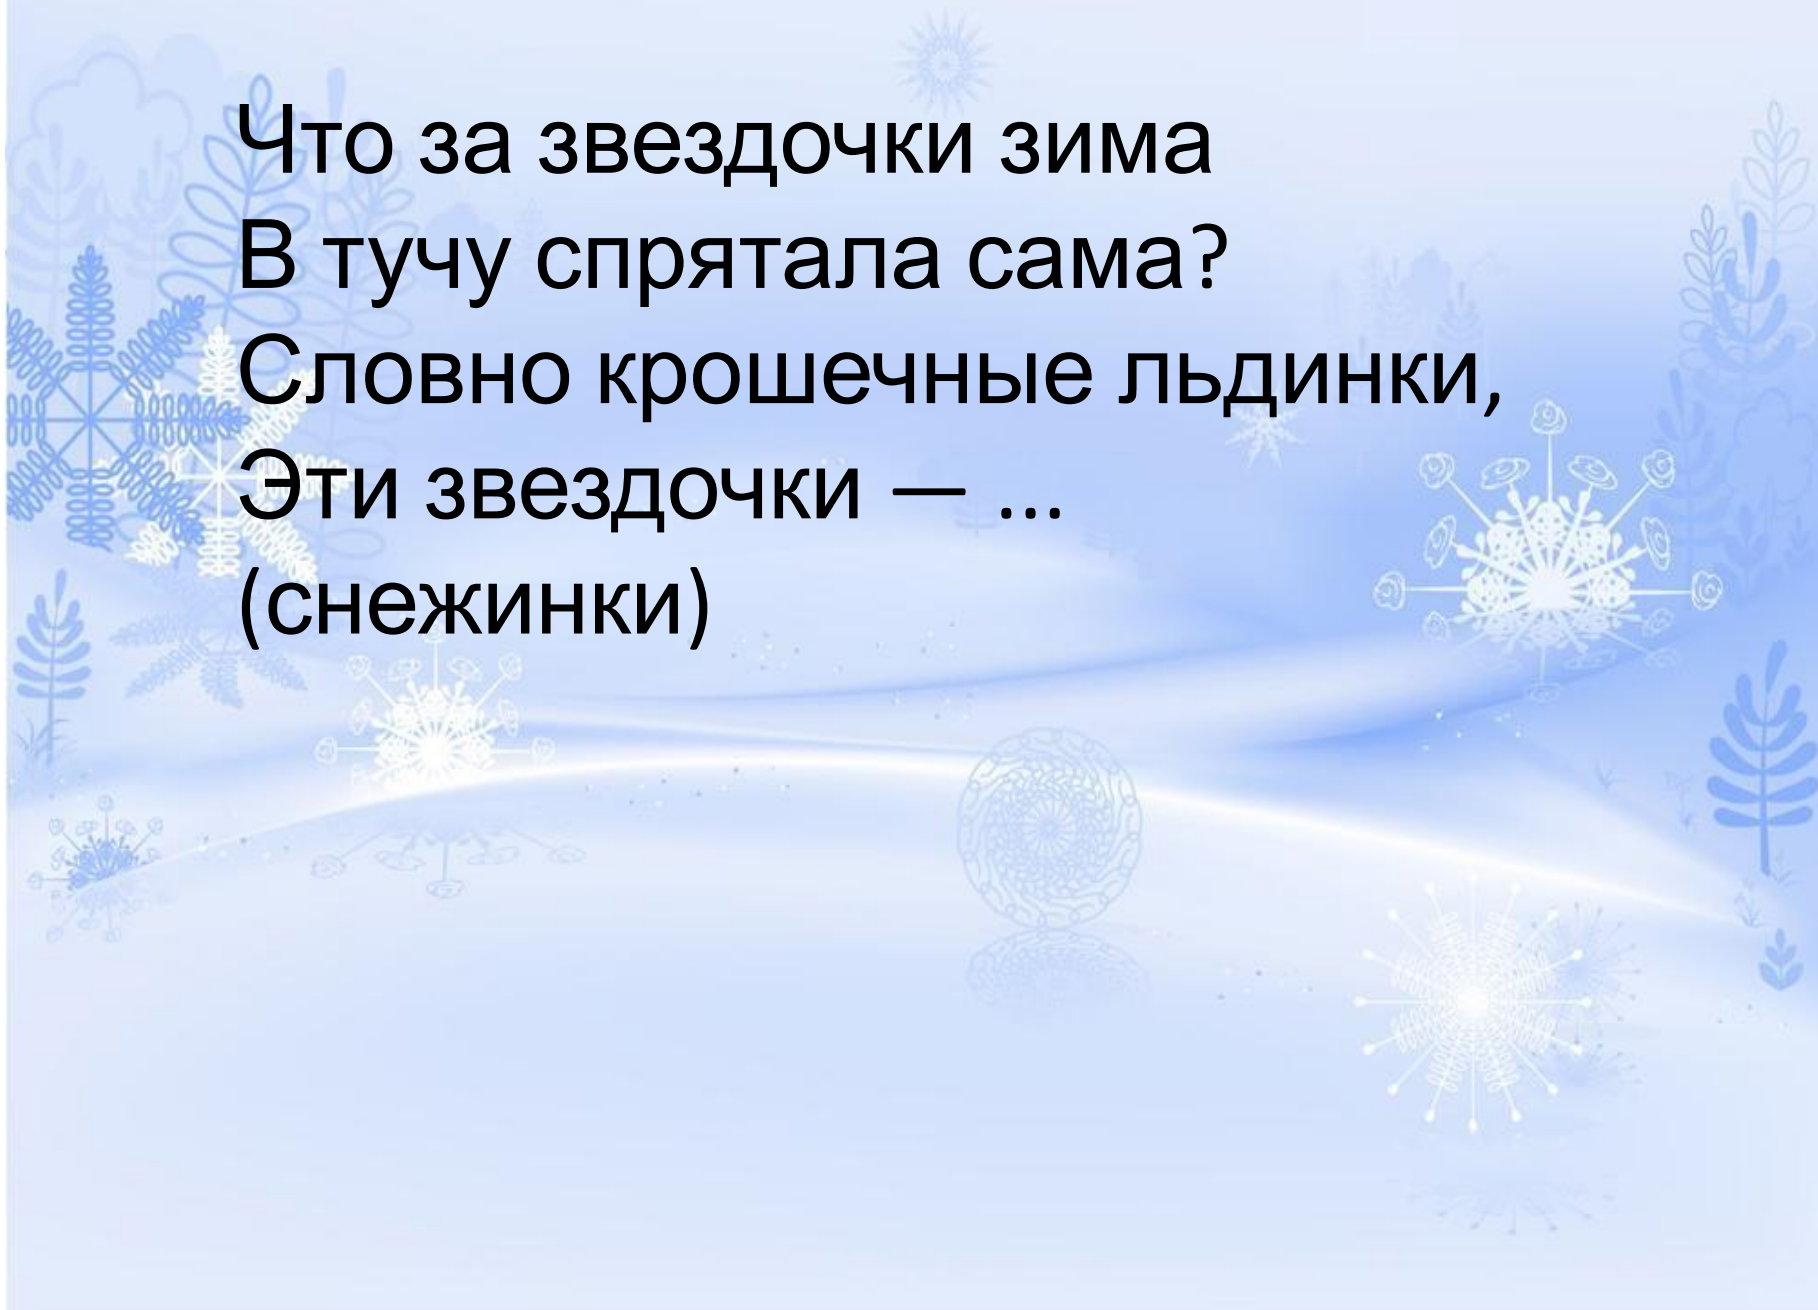 Что за звездочки зима
В тучу спрятала сама?
Словно крошечные льдинки,
Эти звездочки — ...
(снежинки)